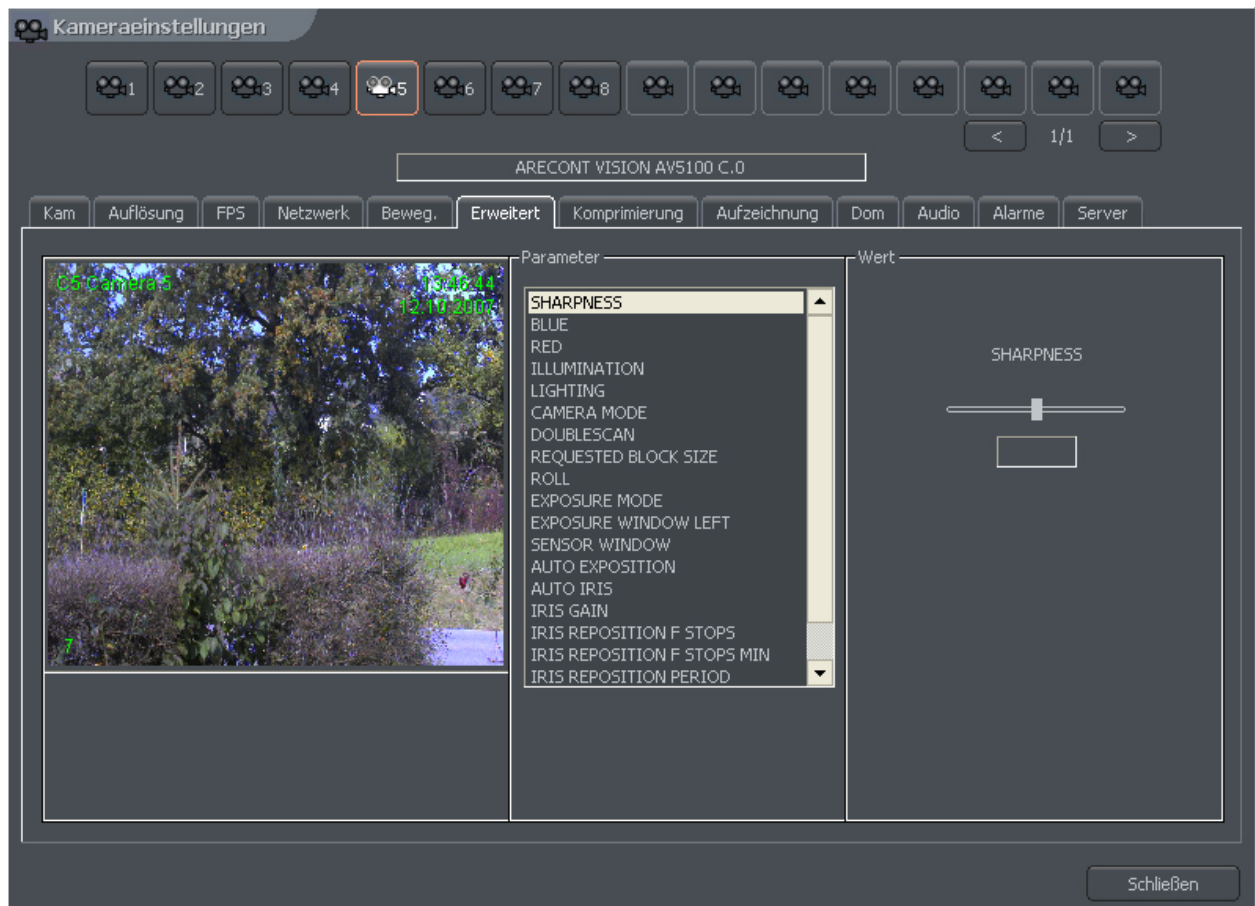 Kameraeinstellungen
1 2 3 4 5 6 7 8
< 1/1 >
ARECONT VISION AV5100 C.0
Kam Auflösung FPS Netzwerk Beweg. Erweitert Komprimierung Aufzeichnung Dom Audio Alarme Server
C5 Camera 5
13:46:44
12.10.2007
7
Parameter
SHARPNESS
BLUE
RED
ILLUMINATION
LIGHTING
CAMERA MODE
DOUBLESCAN
REQUESTED BLOCK SIZE
ROLL
EXPOSURE MODE
EXPOSURE WINDOW LEFT
SENSOR WINDOW
AUTO EXPOSITION
AUTO IRIS
IRIS GAIN
IRIS REPOSITION F STOPS
IRIS REPOSITION F STOPS MIN
IRIS REPOSITION PERIOD
Wert
SHARPNESS
Schließen